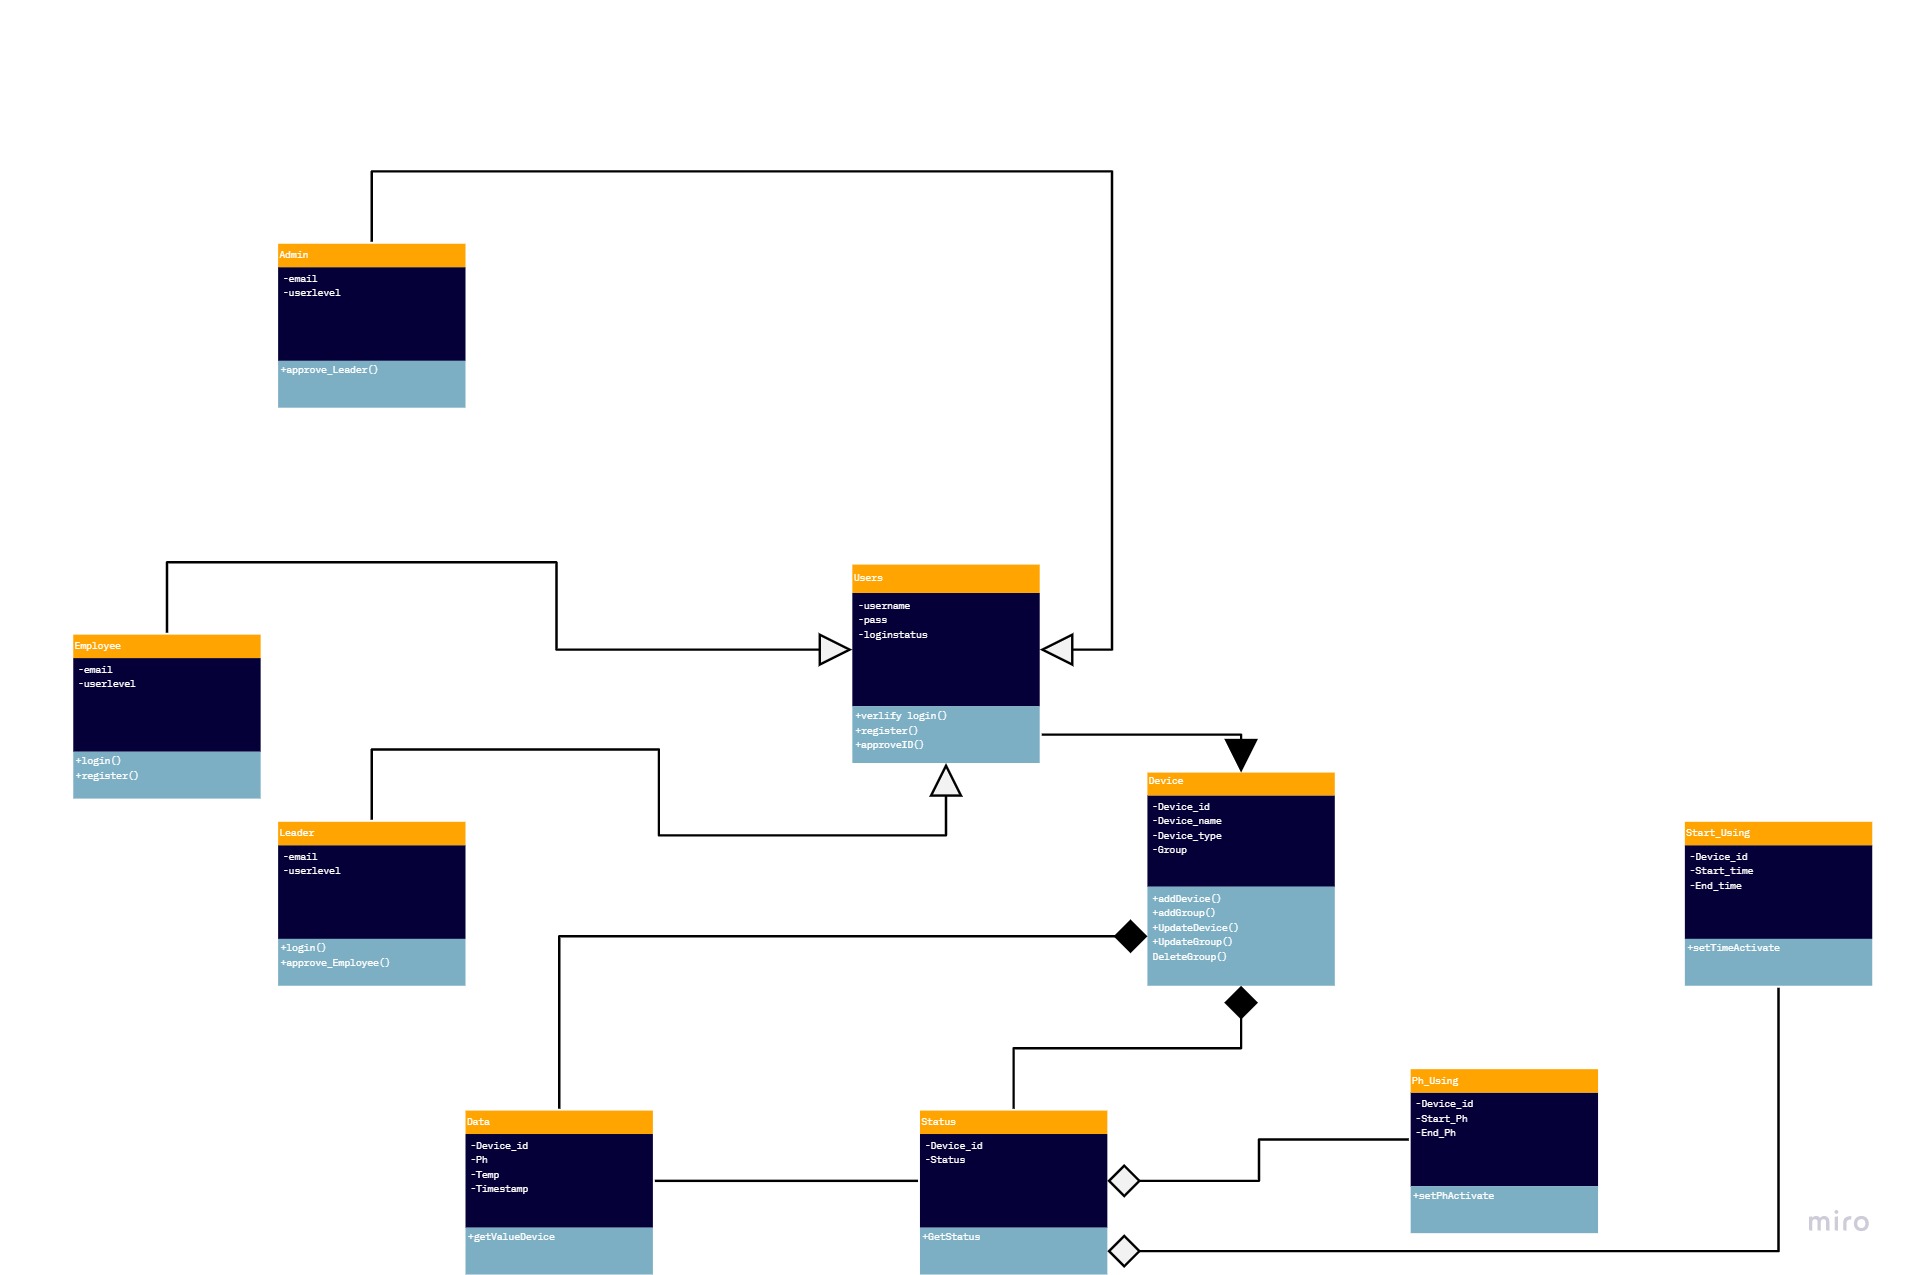 Admin
-email
-userlevel
+approve_Leader()
Users
-username
-pass
-loginstatus
+verlify login()
+register()
+approveID()
Employee
-email
-userlevel
+login()
+register()
Leader
-email
-userlevel
+login()
+approve_Employee()
Device
-Device_id
-Device_name
-Device_type
-Group
+addDevice()
+addGroup()
+UpdateDevice()
+UpdateGroup()
DeleteGroup()
Start_Using
-Device_id
-Start_time
-End_time
+setTimeActivate
Data
-Device_id
-Ph
-Temp
-Timestamp
+getValueDevice
Status
-Device_id
-Status
+GetStatus
Ph_Using
-Device_id
-Start_Ph
-End_Ph
+setPhActivate
miro